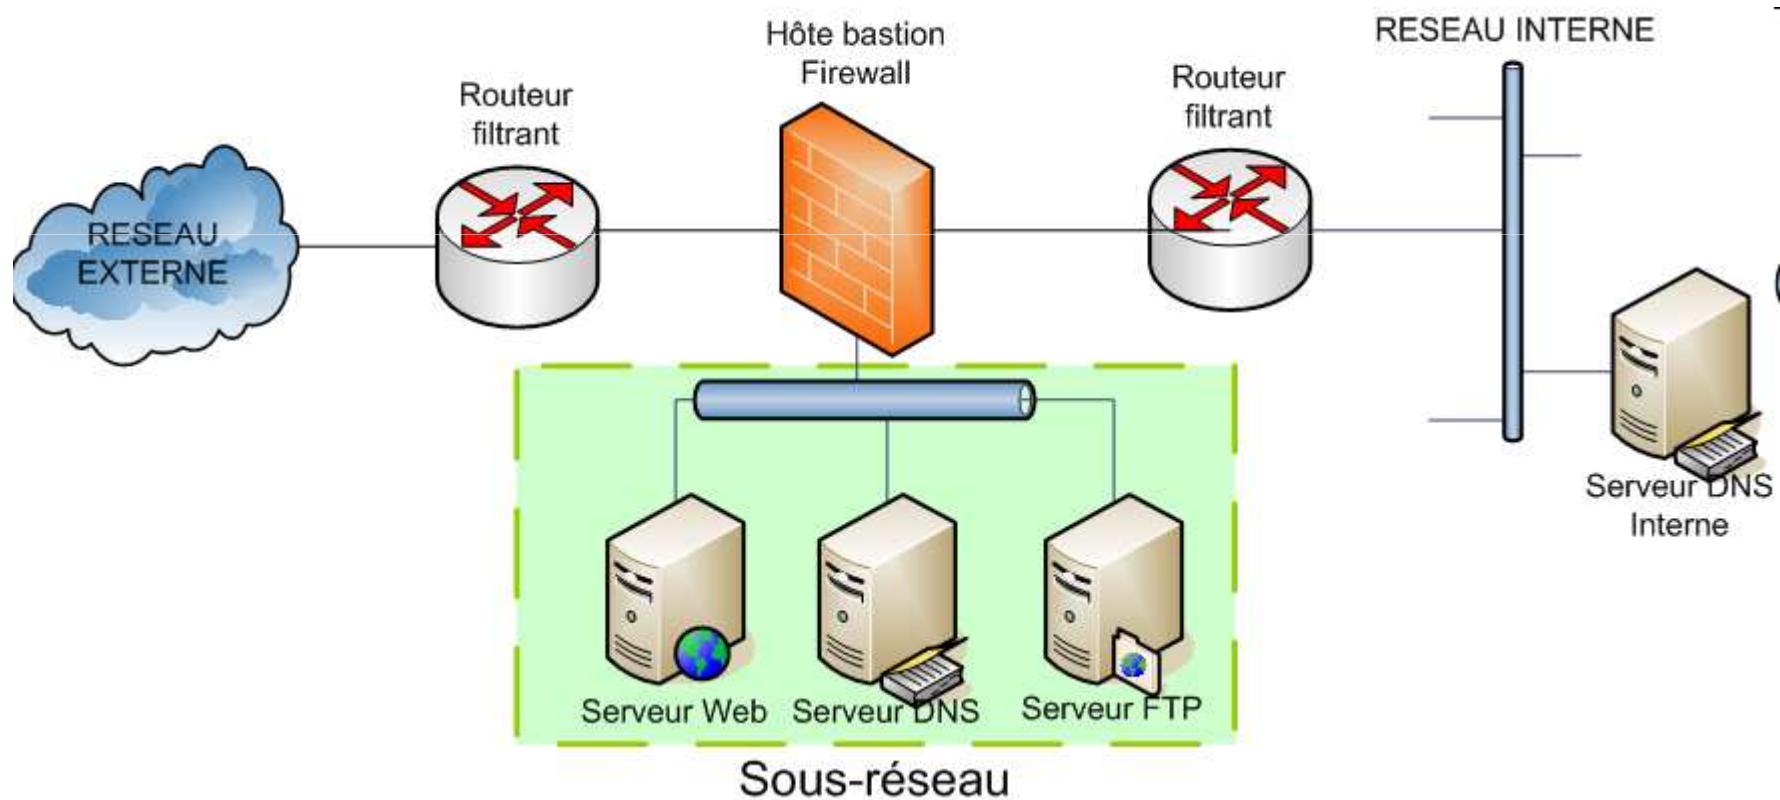 Hôte bastion
Firewall
RESEAU INTERNE
Routeur
filtrant
Routeur
filtrant
RESEAU
EXTERNE
Serveur DNS
Interne
Serveur Web
Serveur DNS
Serveur FTP
Sous-réseau